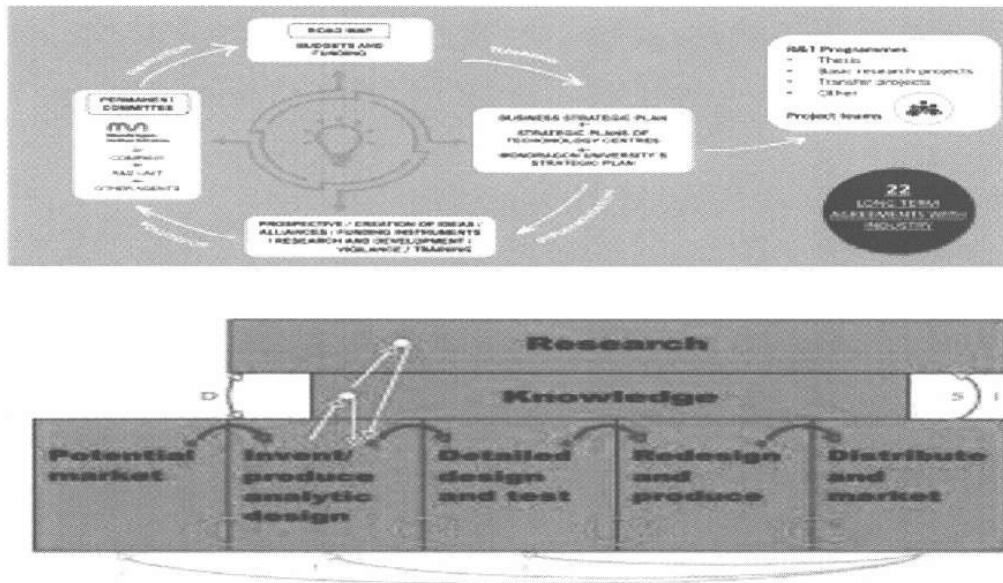 ROAD MAP
BUDGETS AND
FUNDING
PERMANENT
COMMITTEE
COMPANY
R&D UNIT
OTHER AGENTS
BUSINESS STRATEGIC PLAN
STRATEGIC PLANS OF
TECHNOLOGY CENTRES
MONDRAGON UNIVERSITY'S
STRATEGIC PLAN
PROSPECTIVE / CREATION OF IDEAS /
ALLIANCES / FUNDING INSTRUMENTS
/ RESEARCH AND DEVELOPMENT /
VIGILANCE / TRAINING
R&T Programmes
- Thesis
- Basic research projects
- Transfer projects
- Other
Project teams
22
LONG TERM
AGREEMENTS WITH
INDUSTRY
Research
D
Knowledge
S
I
Potential
market
Invent/
produce
analytic
design
Detailed
design
and test
Redesign
and
produce
Distribute
and
market